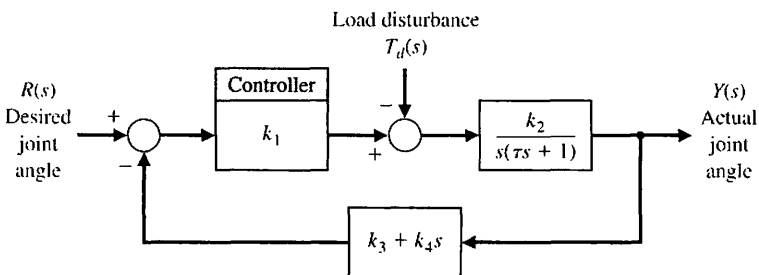 Load disturbance
T_d(s)
R(s)
Desired
joint
angle
+
−
Controller
k_1
−
+
k_2
s(τs + 1)
Y(s)
Actual
joint
angle
k_3 + k_4s